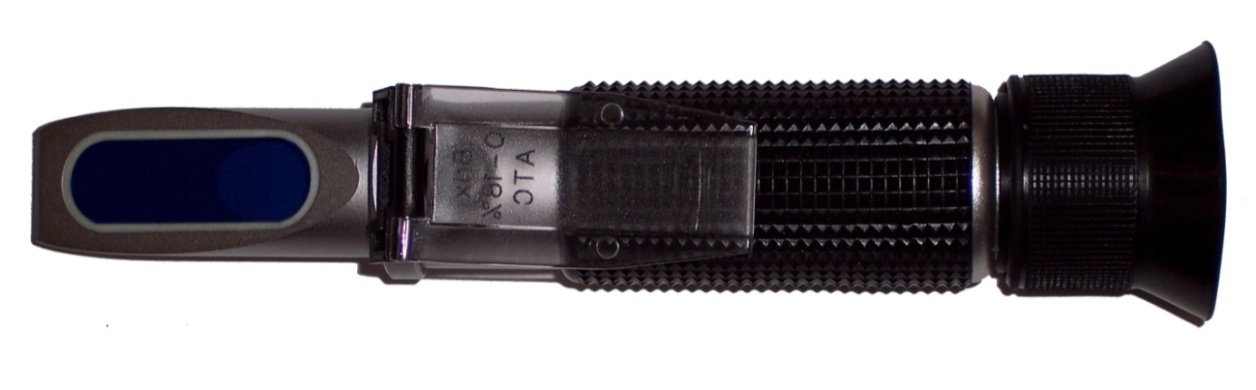 BRIX
0-18%
ATC